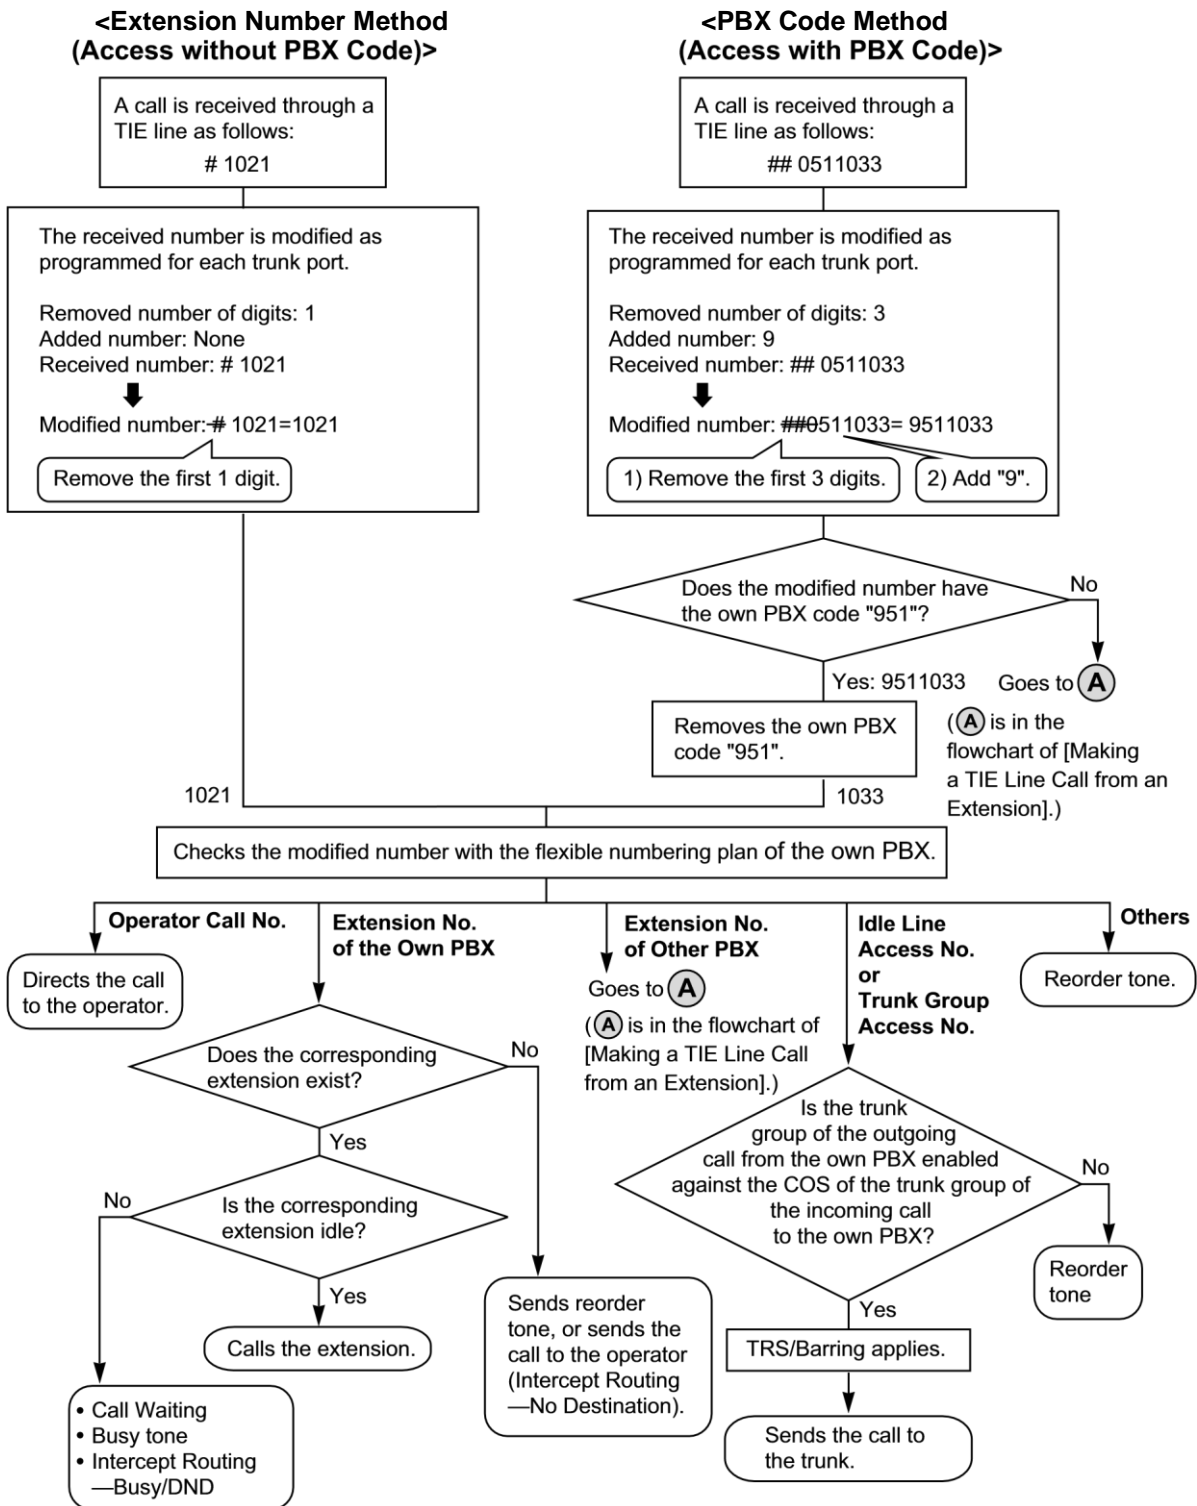 <Extension Number Method
(Access without PBX Code)>
A call is received through a
TIE line as follows:
# 1021
The received number is modified as
programmed for each trunk port.
Removed number of digits: 1
Added number: None
Received number: # 1021
Modified number: # 1021=1021
Remove the first 1 digit.
<PBX Code Method
(Access with PBX Code)>
A call is received through a
TIE line as follows:
## 0511033
The received number is modified as
programmed for each trunk port.
Removed number of digits: 3
Added number: 9
Received number: ## 0511033
Modified number: ##0511033= 9511033
1) Remove the first 3 digits.
2) Add "9".
Does the modified number have
the own PBX code "951"?
No
Goes to A
(A is in the
flowchart of [Making
a TIE Line Call from an
Extension].)
Yes: 9511033
Removes the own PBX
code "951".
1021
1033
Checks the modified number with the flexible numbering plan of the own PBX.
Operator Call No.
Directs the call
to the operator.
Extension No.
of the Own PBX
Does the corresponding
extension exist?
No
Yes
Is the corresponding
extension idle?
No
Yes
Calls the extension.
• Call Waiting
• Busy tone
• Intercept Routing
—Busy/DND
Sends reorder
tone, or sends the
call to the operator
(Intercept Routing
—No Destination).
Extension No.
of Other PBX
Goes to A
(A is in the flowchart of
[Making a TIE Line Call
from an Extension].)
Idle Line
Access No.
or
Trunk Group
Access No.
Is the trunk
group of the outgoing
call from the own PBX enabled
against the COS of the trunk group of
the incoming call
to the own PBX?
No
Reorder
tone
Yes
TRS/Barring applies.
Sends the call to
the trunk.
Others
Reorder tone.